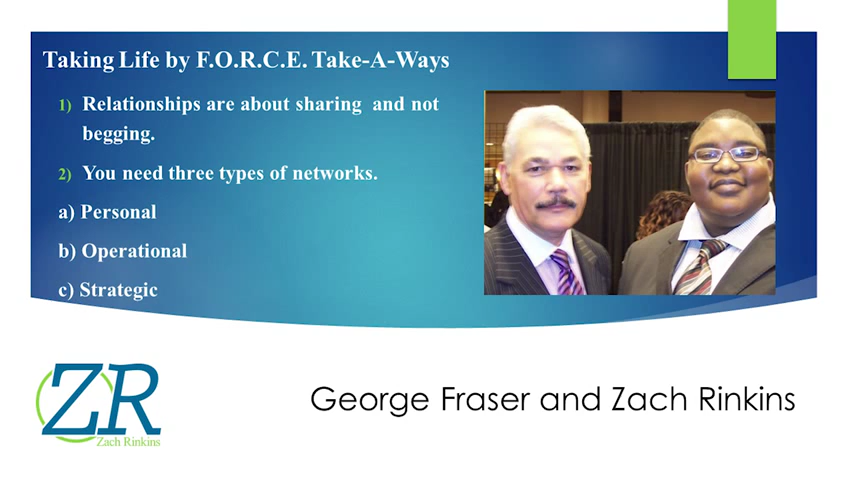 Taking Life by F.O.R.C.E. Take-A-Ways
1) Relationships are about sharing and not
begging.
2) You need three types of networks.
a) Personal
b) Operational
c) Strategic
ZR
Zach Rinkins
George Fraser and Zach Rinkins